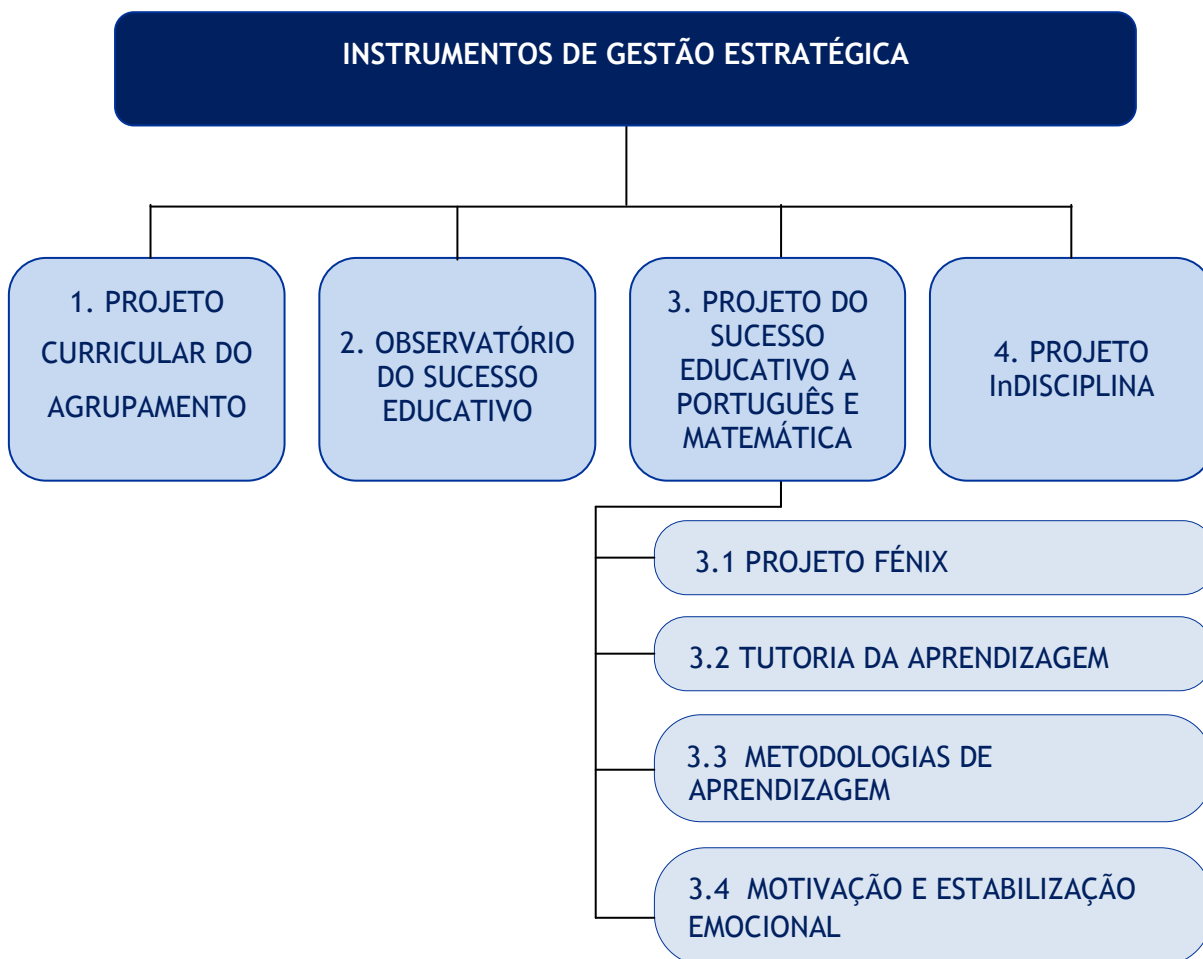 INSTRUMENTOS DE GESTÃO ESTRATÉGICA
1. PROJETO
CURRICULAR DO
AGRUPAMENTO
2. OBSERVATÓRIO
DO SUCESSO
EDUCATIVO
3. PROJETO DO
SUCESSO
EDUCATIVO A
PORTUGUÊS E
MATEMÁTICA
4. PROJETO
InDISCIPLINA
3.1 PROJETO FÉNIX
3.2 TUTORIA DA APRENDIZAGEM
3.3 METODOLOGIAS DE
APRENDIZAGEM
3.4 MOTIVAÇÃO E ESTABILIZAÇÃO
EMOCIONAL